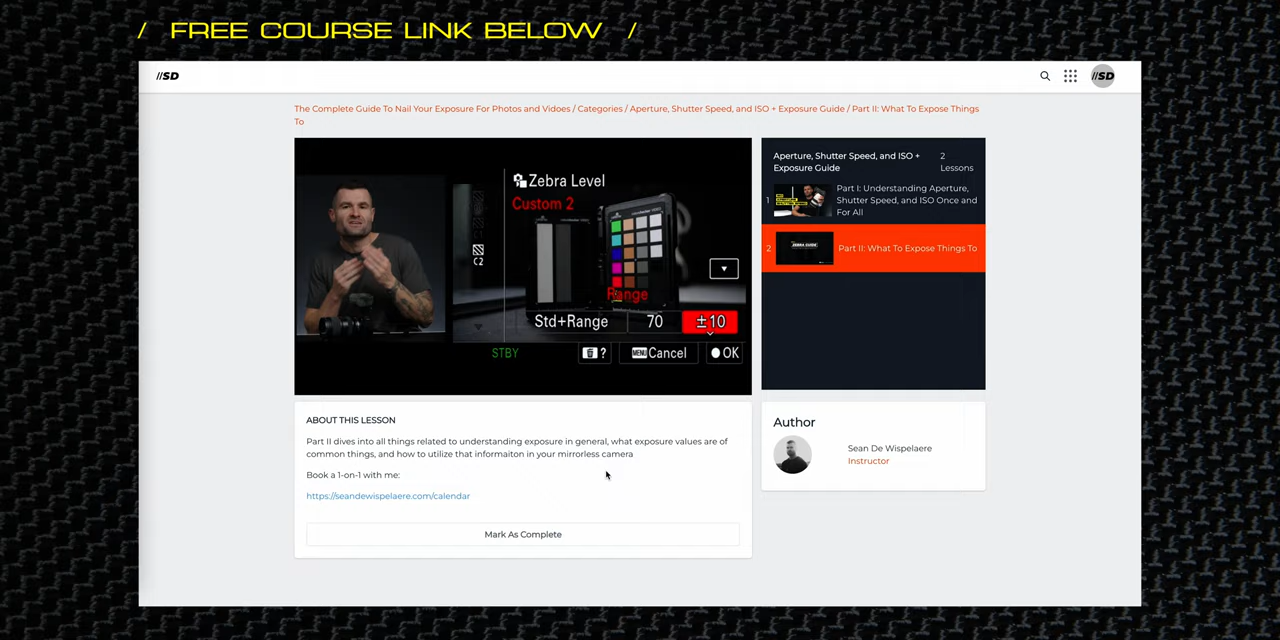 / FREE COURSE LINK BELOW /
//SD
//SD
The Complete Guide To Nail Your Exposure For Photos and Vidoes / Categories / Aperture, Shutter Speed, and ISO + Exposure Guide / Part II: What To Expose Things
To
Zebra Level
Custom 2
C2
Range
Std+Range 70 ±10
STBY
? MENU Cancel OK
Aperture, Shutter Speed, and ISO +
Exposure Guide
2
Lessons
1
Part I: Understanding Aperture,
Shutter Speed, and ISO Once and
For All
2
ZEBRA GUIDE
Part II: What To Expose Things To
ABOUT THIS LESSON
Part II dives into all things related to understanding exposure in general, what exposure values are of
common things, and how to utilize that informaiton in your mirrorless camera
Book a 1-on-1 with me:
https://seandewispelaere.com/calendar
Mark As Complete
Author
Sean De Wispelaere
Instructor